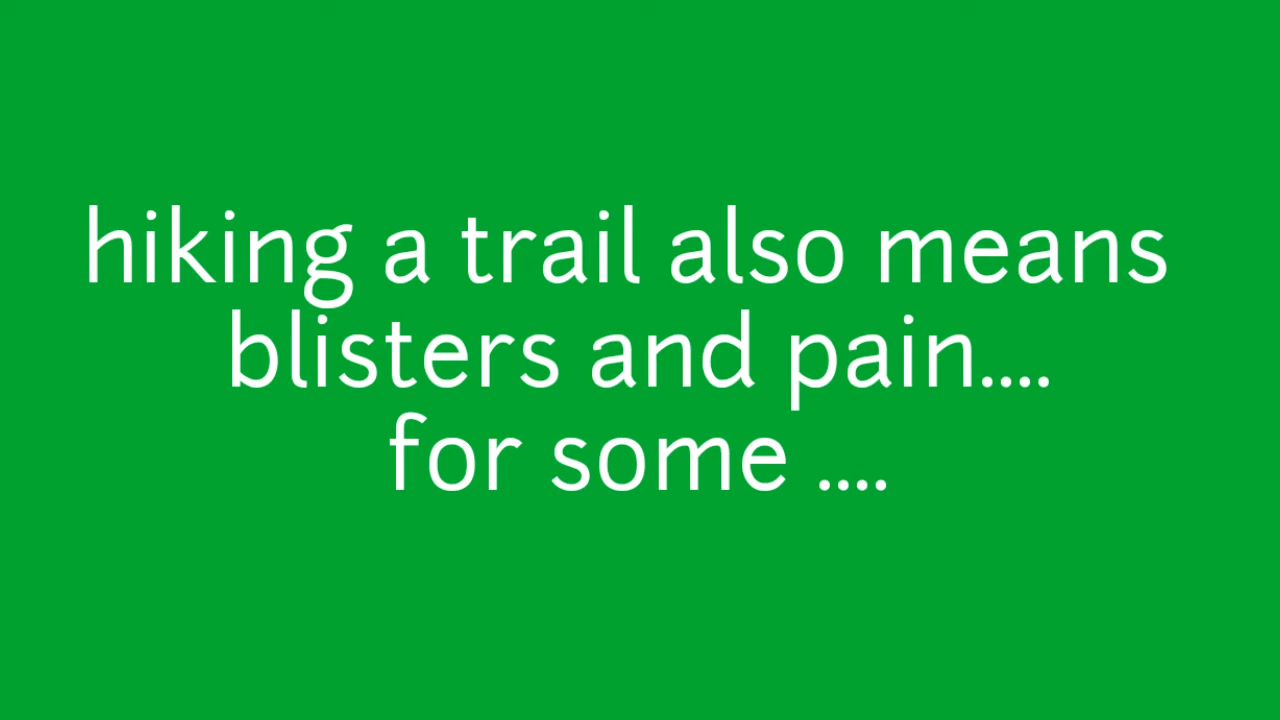 hiking a trail also means
blisters and pain....
for some ....